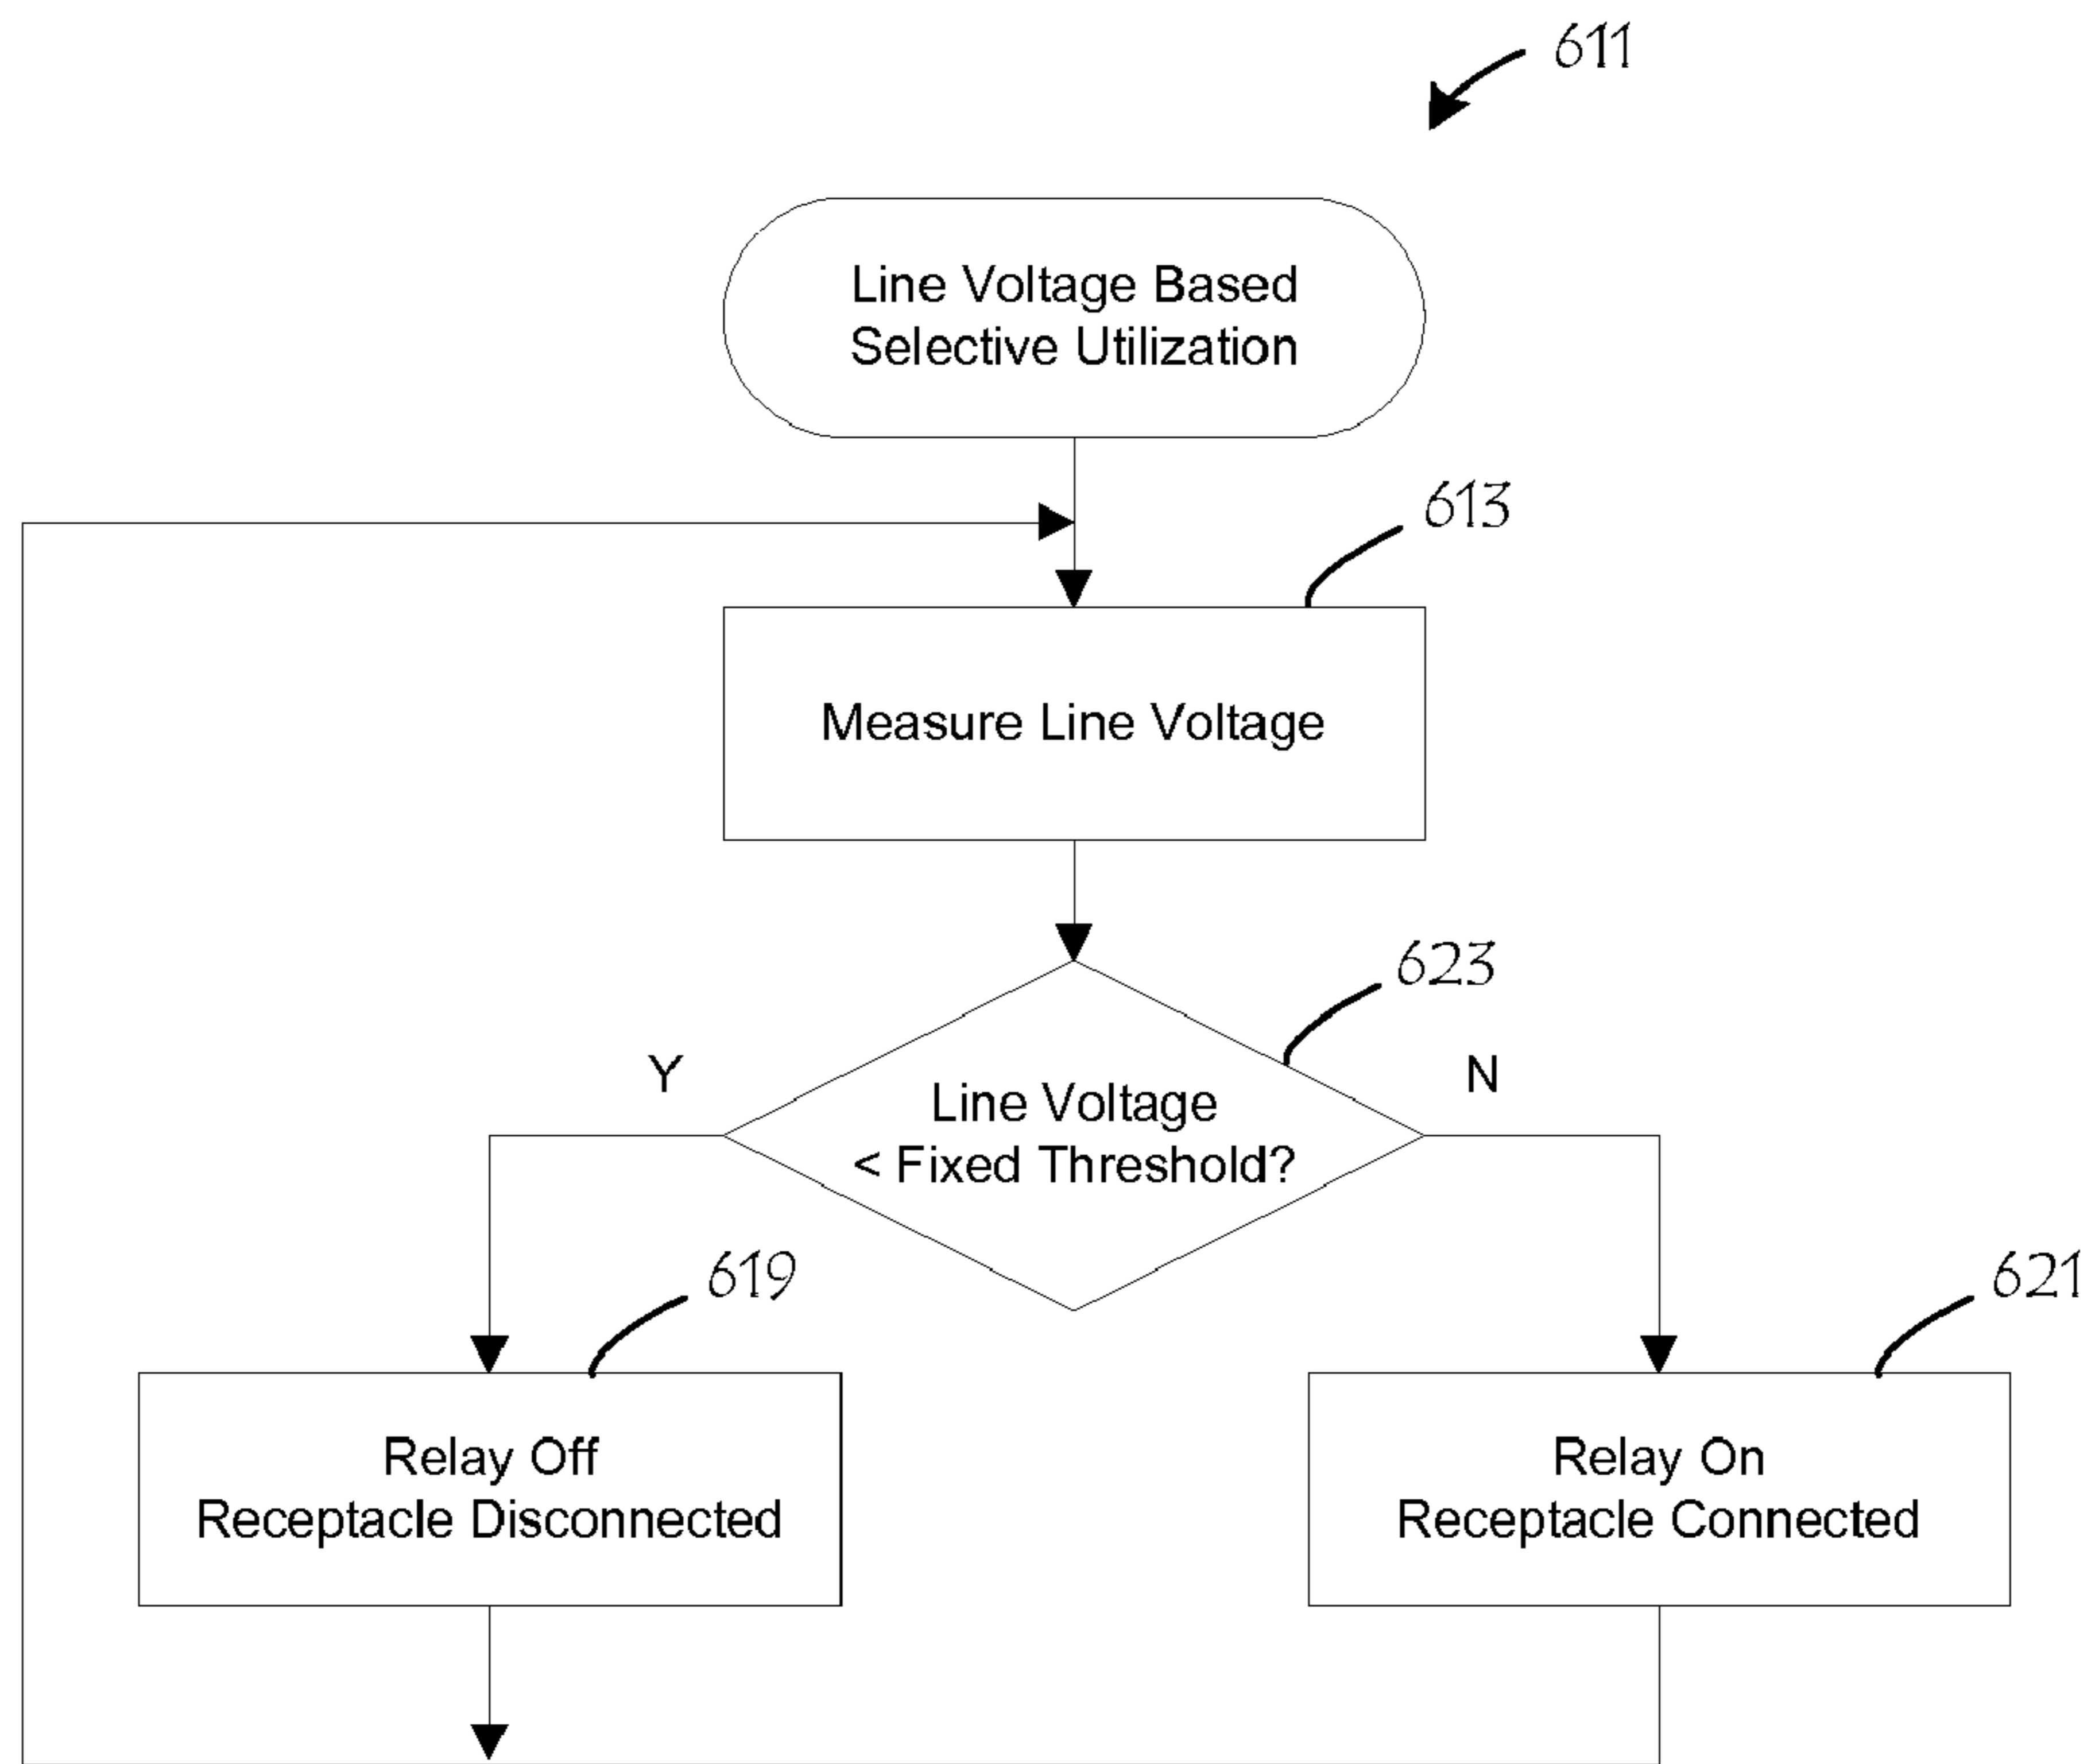 611
Line Voltage Based
Selective Utilization
613
Measure Line Voltage
623
Y
N
Line Voltage
< Fixed Threshold?
619
621
Relay Off
Receptacle Disconnected
Relay On
Receptacle Connected